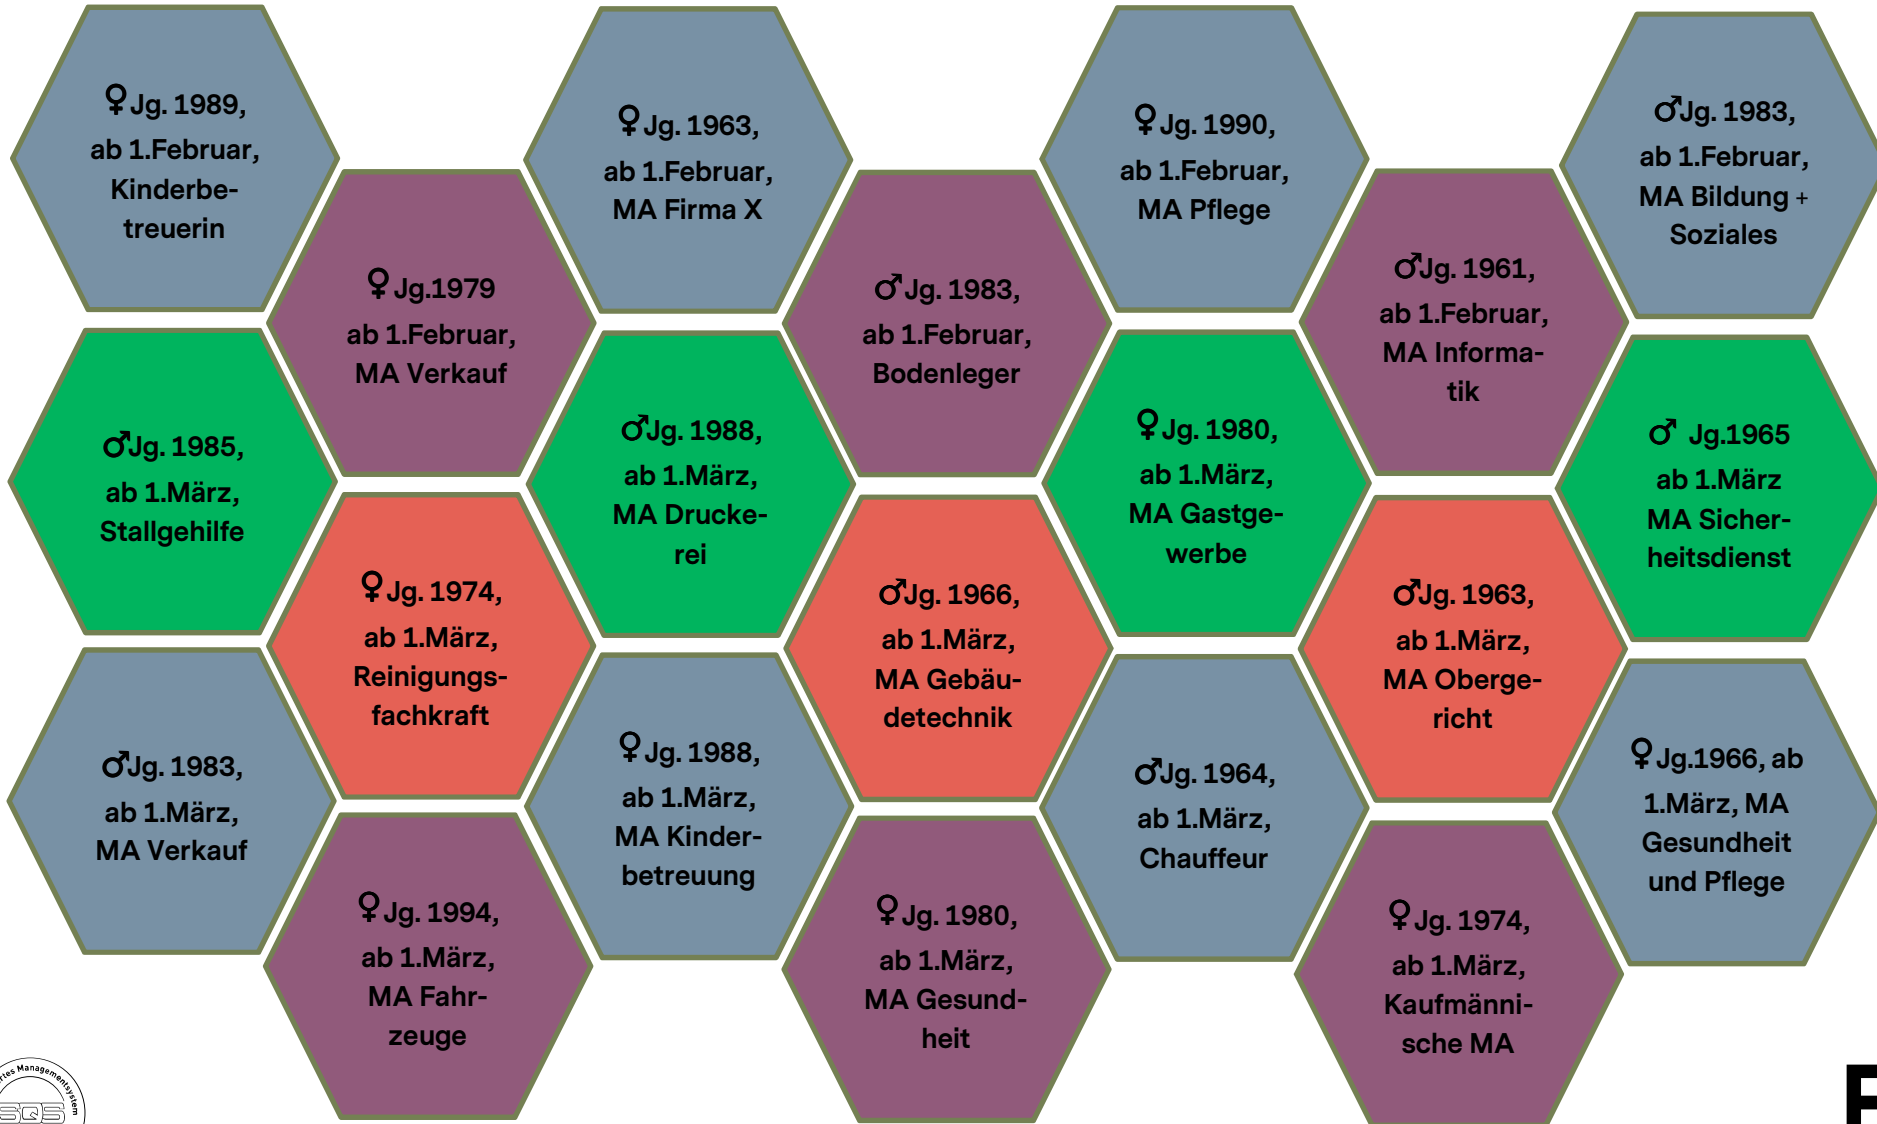 ♀Jg. 1989,
ab 1.Februar,
Kinderbe-
treuerin
♀Jg. 1963,
ab 1.Februar,
MA Firma X
♀Jg. 1990,
ab 1.Februar,
MA Pflege
♂Jg. 1983,
ab 1.Februar,
MA Bildung +
Soziales
♀Jg.1979
ab 1.Februar,
MA Verkauf
♂Jg. 1983,
ab 1.Februar,
Bodenleger
♂Jg. 1961,
ab 1.Februar,
MA Informa-
tik
♂Jg. 1985,
ab 1.März,
Stallgehilfe
♂Jg. 1988,
ab 1.März,
MA Drucke-
rei
♀Jg. 1980,
ab 1.März,
MA Gastge-
werbe
♂ Jg.1965
ab 1.März
MA Sicher-
heitsdienst
♀Jg. 1974,
ab 1.März,
Reinigungs-
fachkraft
♂Jg. 1966,
ab 1.März,
MA Gebäu-
detechnik
♂Jg. 1963,
ab 1.März,
MA Oberge-
richt
♂Jg. 1983,
ab 1.März,
MA Verkauf
♀Jg. 1988,
ab 1.März,
MA Kinder-
betreuung
♂Jg. 1964,
ab 1.März,
Chauffeur
♀Jg.1966, ab
1.März, MA
Gesundheit
und Pflege
♀Jg. 1994,
ab 1.März,
MA Fahr-
zeuge
♀Jg. 1980,
ab 1.März,
MA Gesund-
heit
♀Jg. 1974,
ab 1.März,
Kaufmänni-
sche MA
Managementsystem
SQS